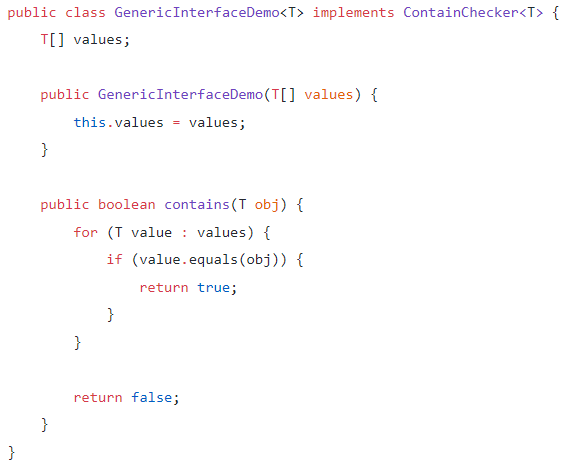 public class GenericInterfaceDemo<T> implements ContainChecker<T> {
    T[] values;

    public GenericInterfaceDemo(T[] values) {
        this.values = values;
    }

    public boolean contains(T obj) {
        for (T value : values) {
            if (value.equals(obj)) {
                return true;
            }
        }

        return false;
    }
}